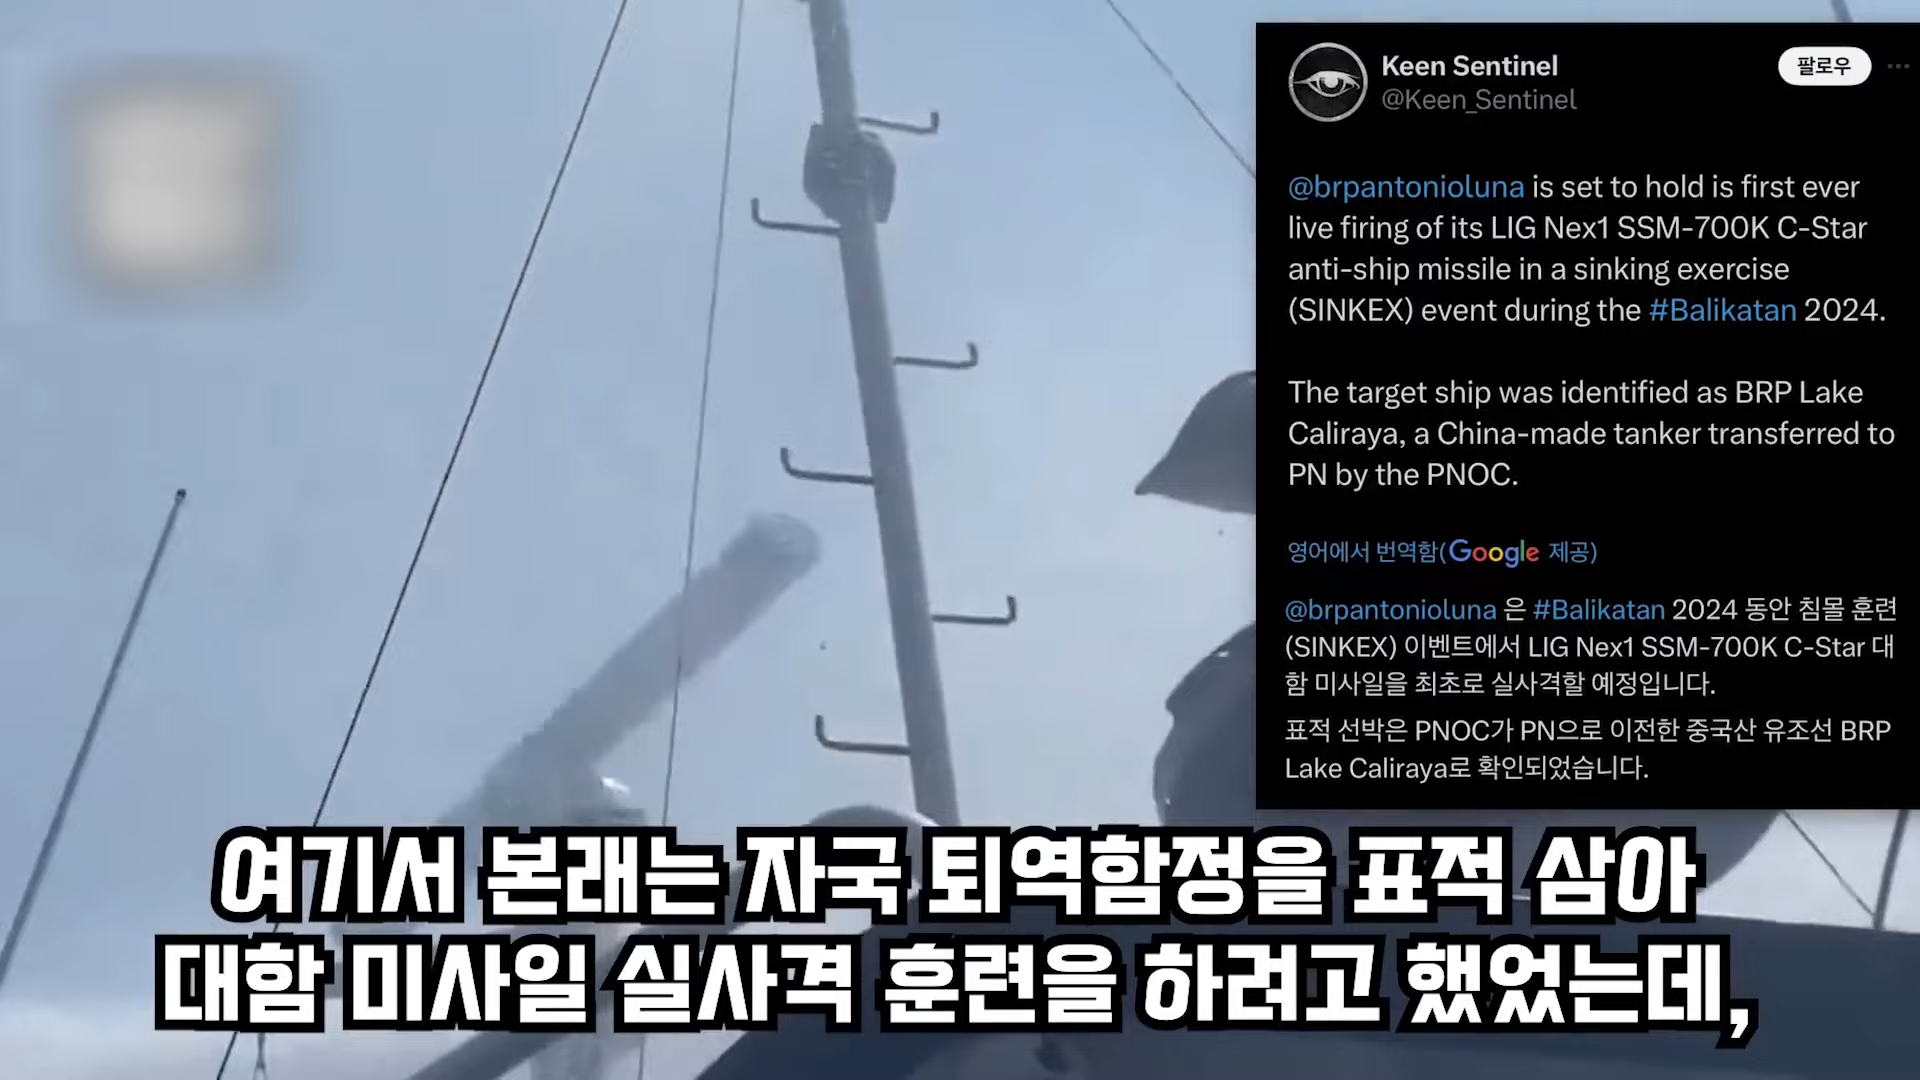 Keen Sentinel
팔로우
@Keen_Sentinel
@brpantonioluna is set to hold is first ever
live firing of its LIG Nex1 SSM-700K C-Star
anti-ship missile in a sinking exercise
(SINKEX) event during the #Balikatan 2024.
The target ship was identified as BRP Lake
Caliraya, a China-made tanker transferred to
PN by the PNOC.
영어에서 번역함(Google 제공)
@brpantonioluna 은 #Balikatan 2024 동안 침몰 훈련
(SINKEX) 이벤트에서 LIG Nex1 SSM-700K C-Star 대
함 미사일을 최초로 실사격할 예정입니다.
표적 선박은 PNOC가 PN으로 이전한 중국산 유조선 BRP
Lake Caliraya로 확인되었습니다.
여기서 본래는 자국 퇴역함정을 표적 삼아
대함 미사일 실사격 훈련을 하려고 했었는데,